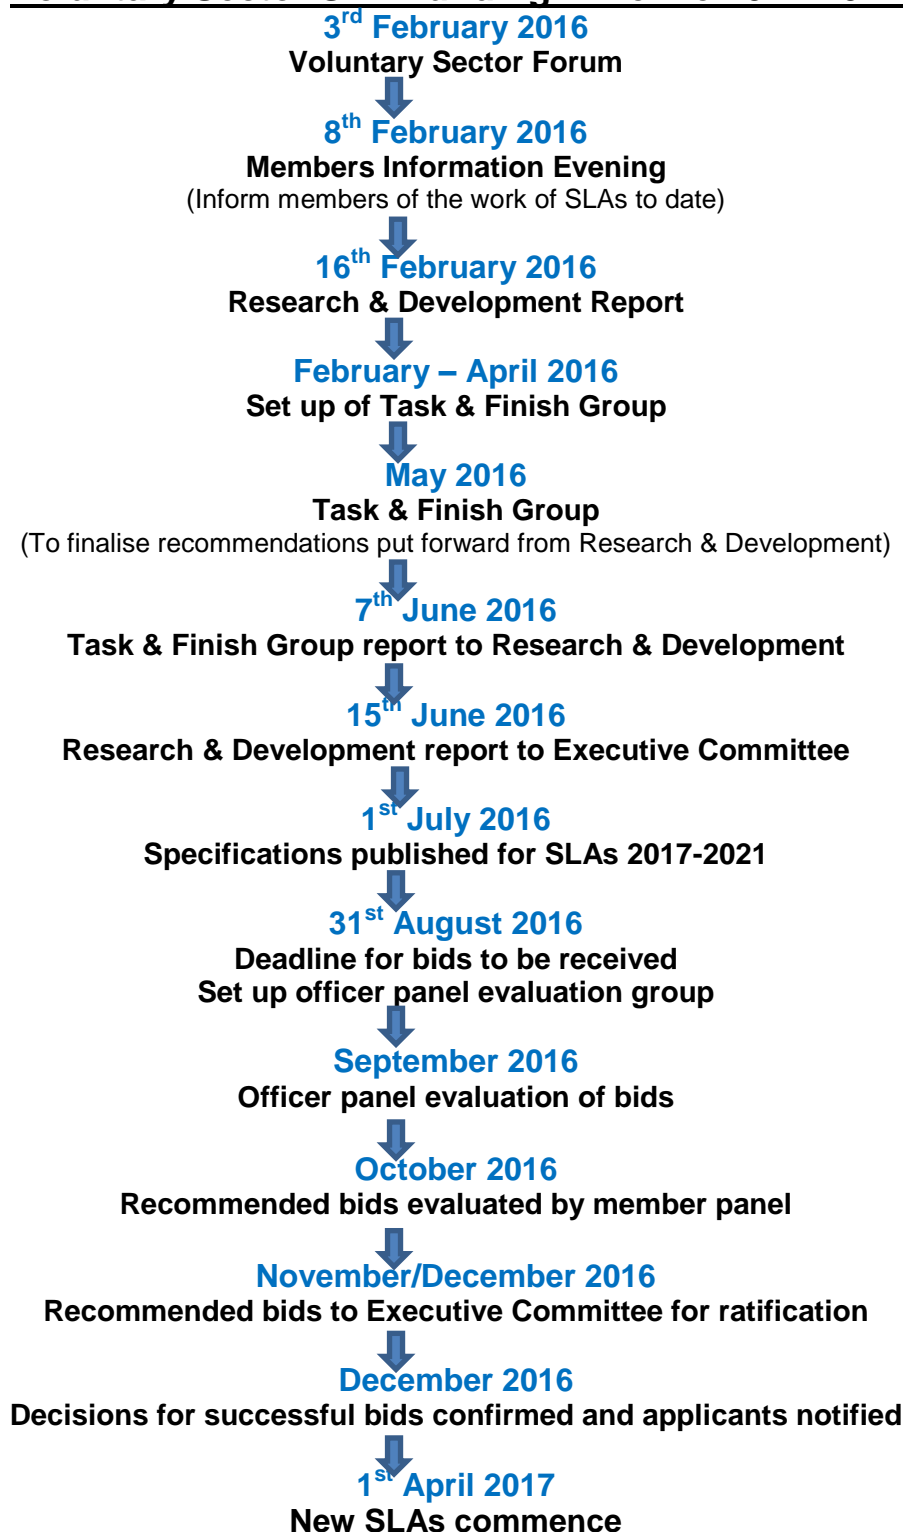 3rd February 2016
Voluntary Sector Forum
8th February 2016
Members Information Evening
(Inform members of the work of SLAs to date)
16th February 2016
Research & Development Report
February – April 2016
Set up of Task & Finish Group
May 2016
Task & Finish Group
(To finalise recommendations put forward from Research & Development)
7th June 2016
Task & Finish Group report to Research & Development
15th June 2016
Research & Development report to Executive Committee
1st July 2016
Specifications published for SLAs 2017-2021
31st August 2016
Deadline for bids to be received
Set up officer panel evaluation group
September 2016
Officer panel evaluation of bids
October 2016
Recommended bids evaluated by member panel
November/December 2016
Recommended bids to Executive Committee for ratification
December 2016
Decisions for successful bids confirmed and applicants notified
1st April 2017
New SLAs commence